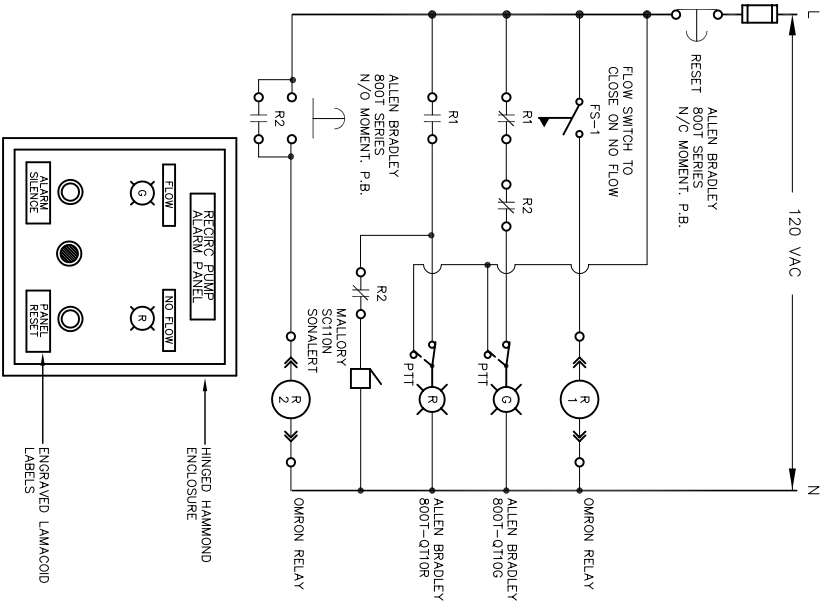 L
N
120 VAC
RESET
ALLEN BRADLEY
800T SERIES
N/C MOMENT. P.B.
FLOW SWITCH TO
CLOSE ON NO FLOW
FS-1
R
1
OMRON RELAY
R1
R2
PTT
G
ALLEN BRADLEY
800T-QT10G
R1
PTT
R
ALLEN BRADLEY
800T-QT10R
R2
MALLORY
SC110N
SONALERT
ALLEN BRADLEY
800T SERIES
N/O MOMENT. P.B.
R2
R
2
OMRON RELAY
RECIRC PUMP
ALARM PANEL
FLOW
NO FLOW
G
R
ALARM
SILENCE
PANEL
RESET
HINGED HAMMOND
ENCLOSURE
ENGRAVED LAMACOID
LABELS